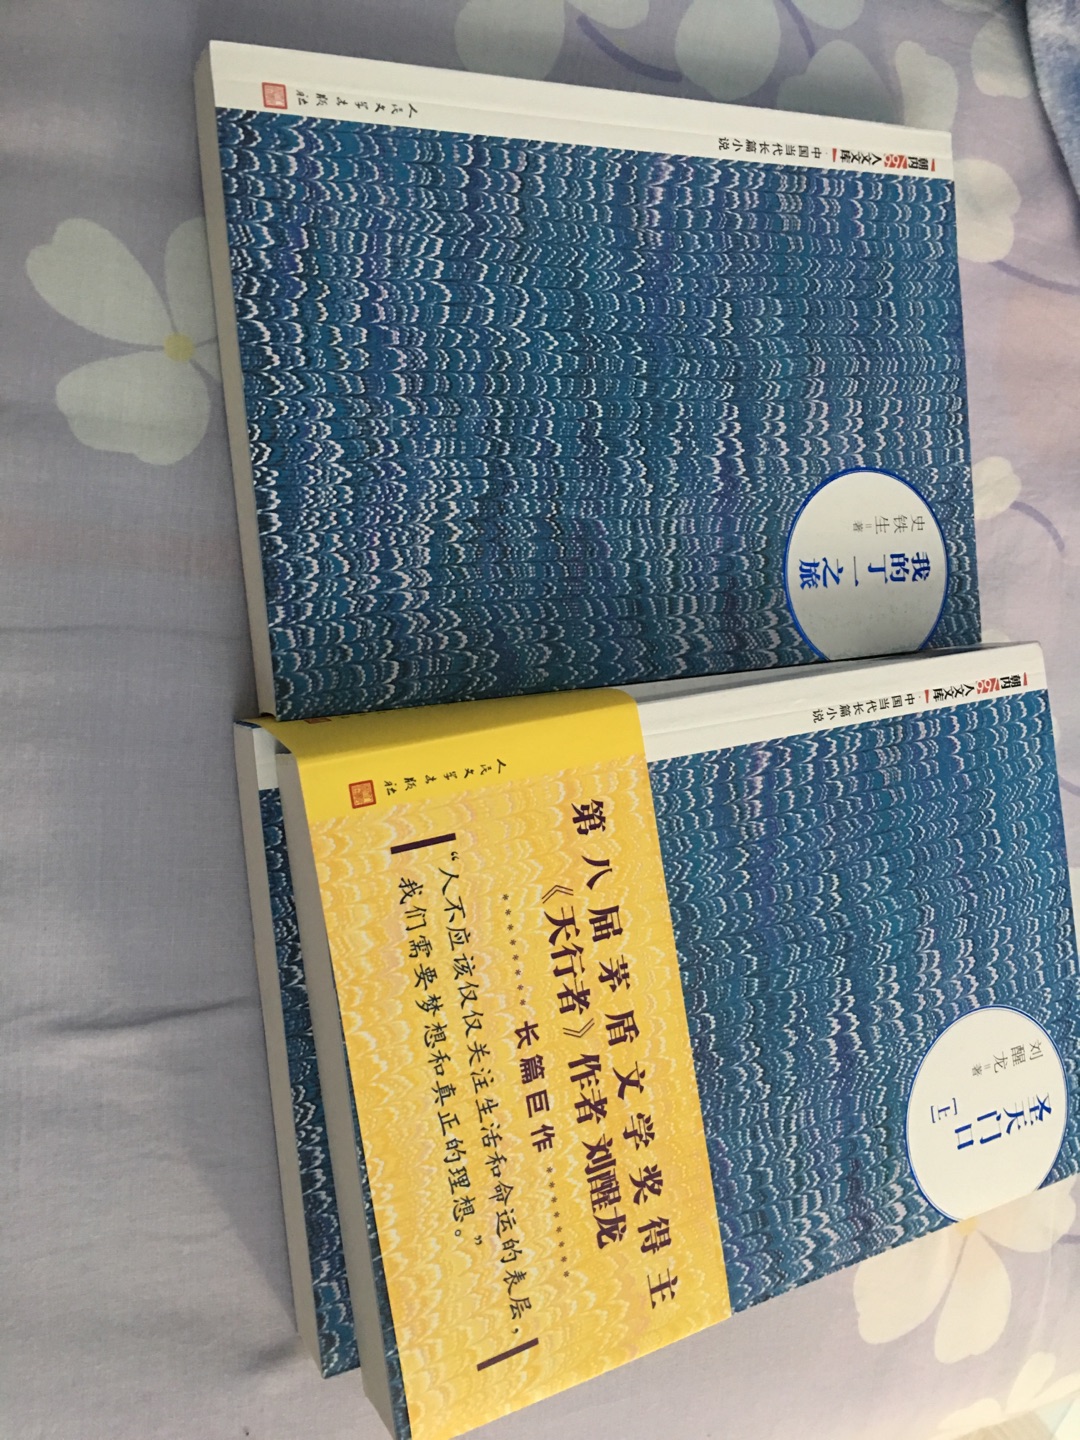 朝内166人文文库·中国当代长篇小说
人民文学出版社
史铁生 著
我的丁一之旅
朝内166人文文库·中国当代长篇小说
人民文学出版社
刘醒龙 著
圣天门口
[上]
第八届茅盾文学奖得主
《天行者》作者 刘醒龙
长篇巨作
“人不应该仅仅关注生活和命运的表层，
我们需要梦想和真正的理想。”